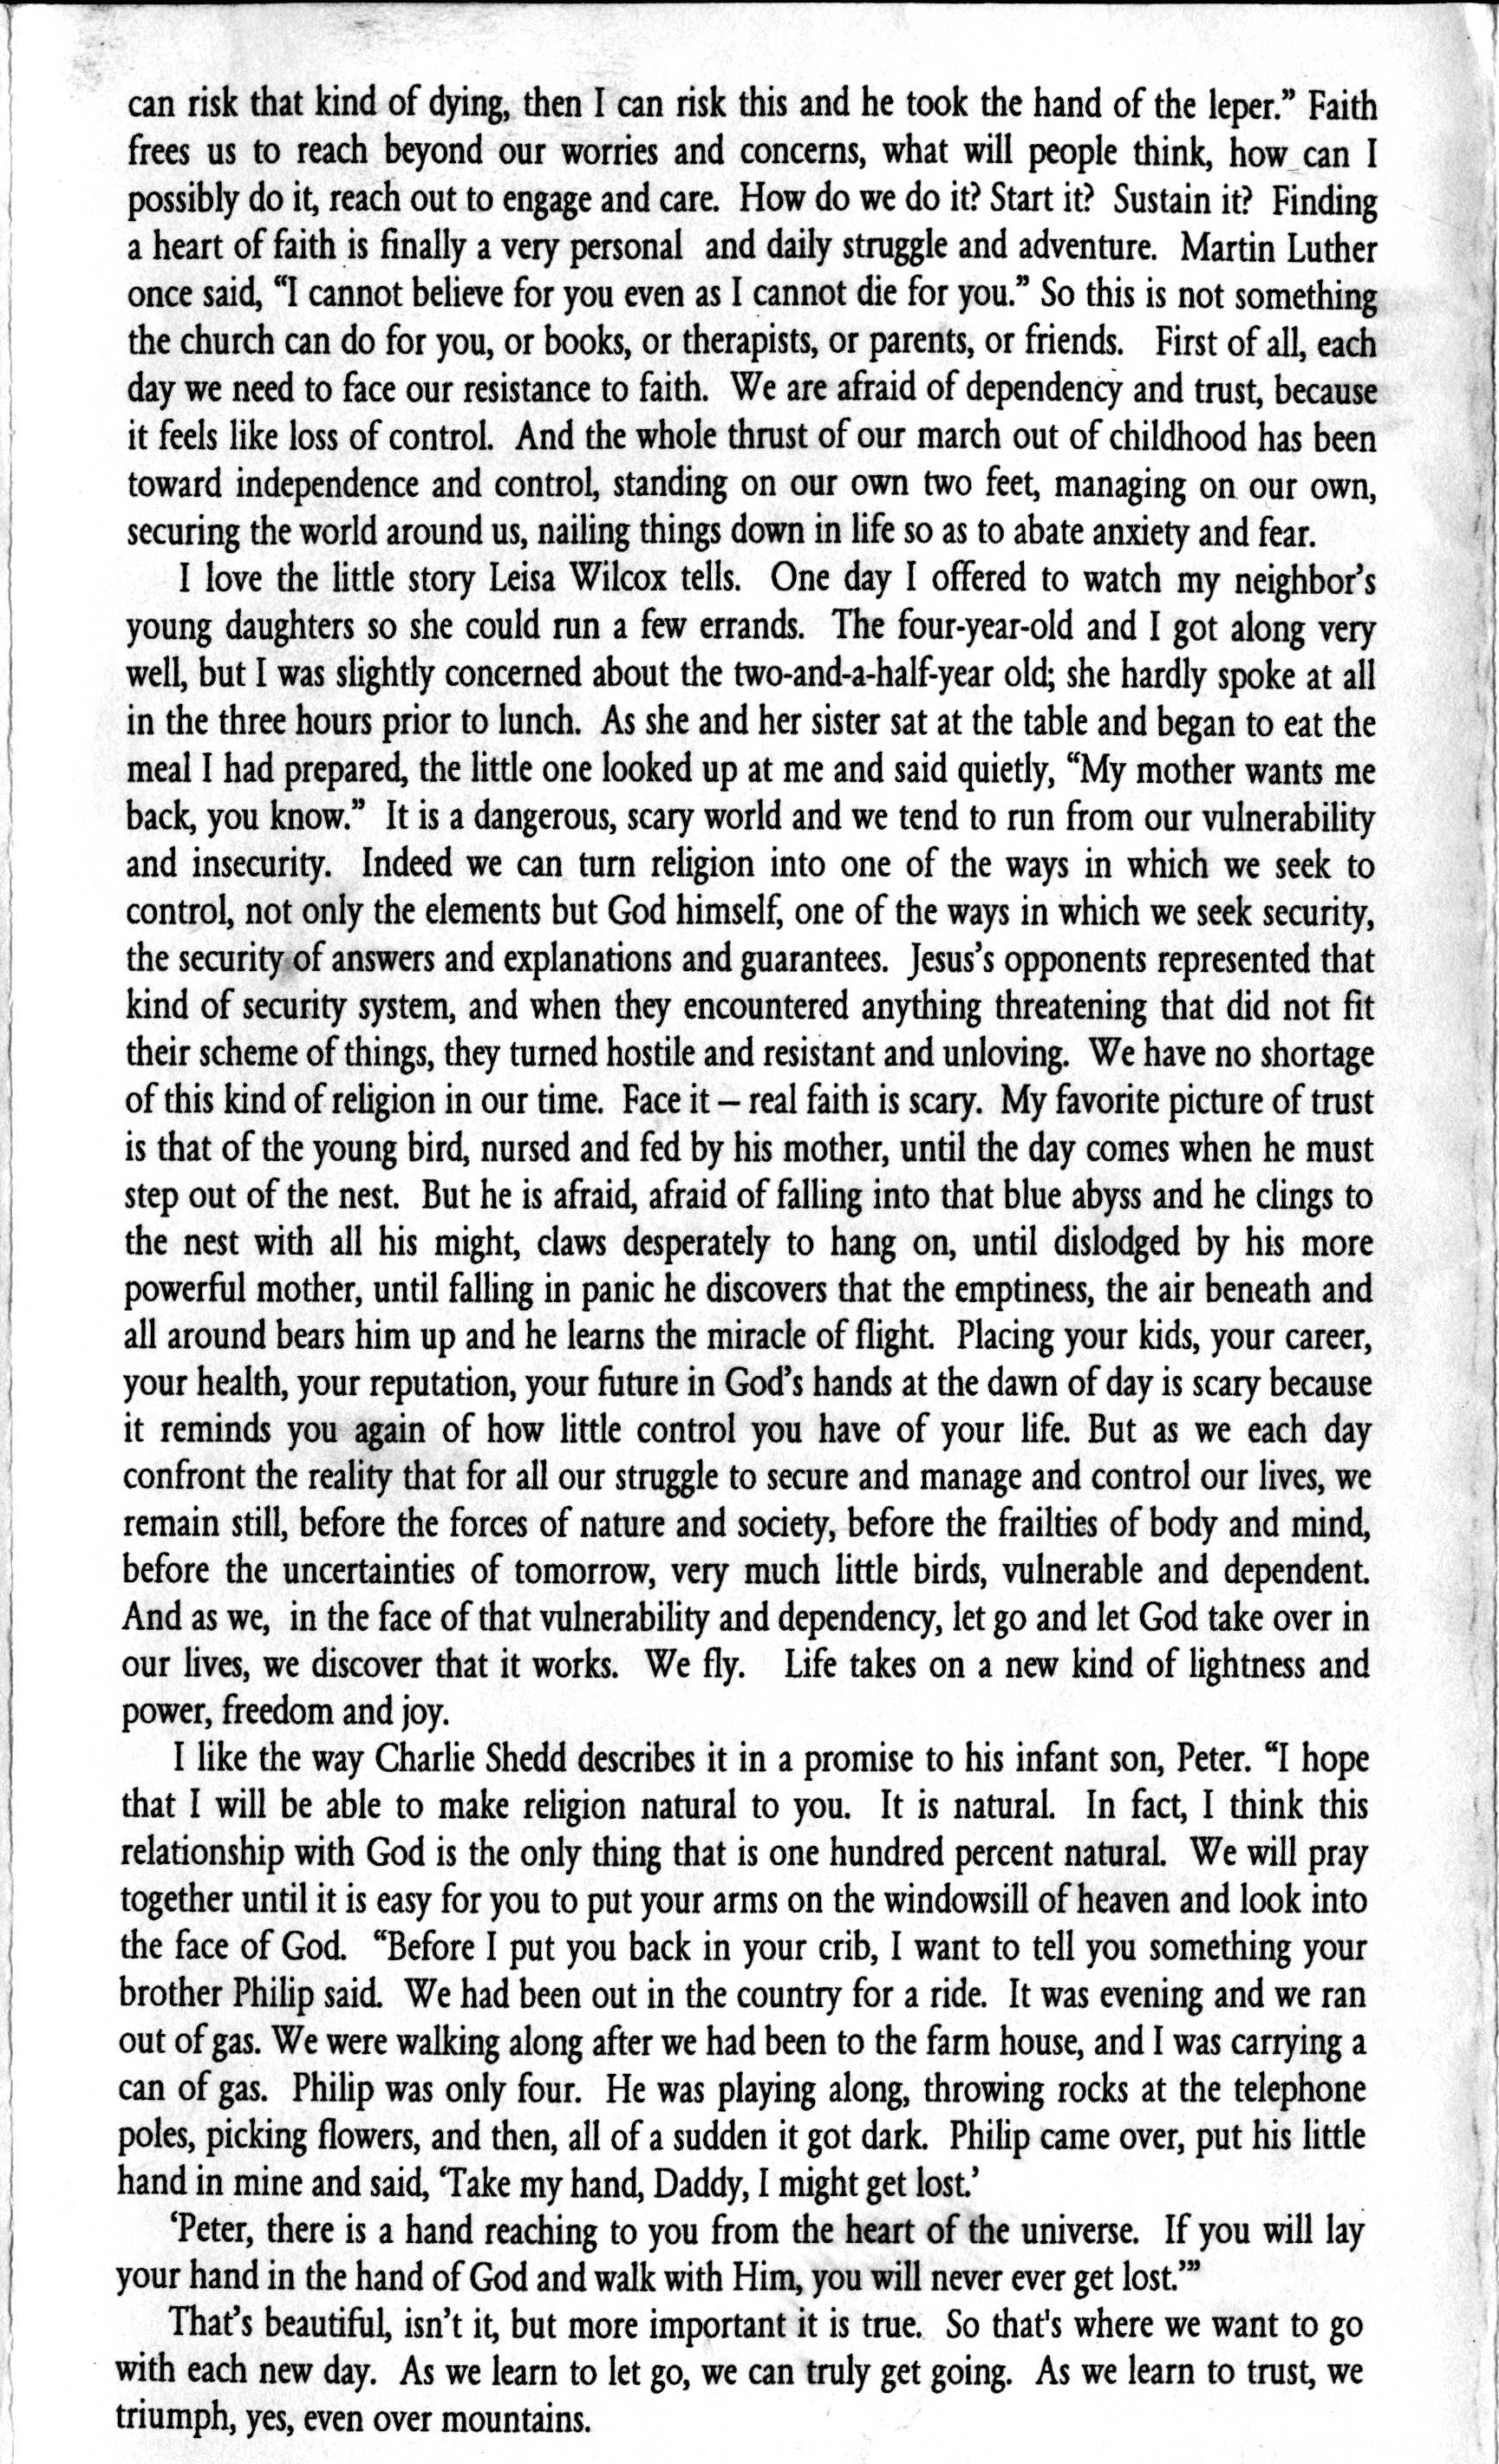 can risk that kind of dying, then I can risk this and he took the hand of the leper.” Faith
frees us to reach beyond our worries and concerns, what will people think, how can I
possibly do it, reach out to engage and care. How do we do it? Start it? Sustain it? Finding
a heart of faith is finally a very personal and daily struggle and adventure. Martin Luther
once said, “I cannot believe for you even as I cannot die for you.” So this is not something
the church can do for you, or books, or therapists, or parents, or friends. First of all, each
day we need to face our resistance to faith. We are afraid of dependency and trust, because
it feels like loss of control. And the whole thrust of our march out of childhood has been
toward independence and control, standing on our own two feet, managing on our own,
securing the world around us, nailing things down in life so as to abate anxiety and fear.
I love the little story Leisa Wilcox tells. One day I offered to watch my neighbor’s
young daughters so she could run a few errands. The four-year-old and I got along very
well, but I was slightly concerned about the two-and-a-half-year old; she hardly spoke at all
in the three hours prior to lunch. As she and her sister sat at the table and began to eat the
meal I had prepared, the little one looked up at me and said quietly, “My mother wants me
back, you know.” It is a dangerous, scary world and we tend to run from our vulnerability
and insecurity. Indeed we can turn religion into one of the ways in which we seek to
control, not only the elements but God himself, one of the ways in which we seek security,
the security of answers and explanations and guarantees. Jesus’s opponents represented that
kind of security system, and when they encountered anything threatening that did not fit
their scheme of things, they turned hostile and resistant and unloving. We have no shortage
of this kind of religion in our time. Face it – real faith is scary. My favorite picture of trust
is that of the young bird, nursed and fed by his mother, until the day comes when he must
step out of the nest. But he is afraid, afraid of falling into that blue abyss and he clings to
the nest with all his might, claws desperately to hang on, until dislodged by his more
powerful mother, until falling in panic he discovers that the emptiness, the air beneath and
all around bears him up and he learns the miracle of flight. Placing your kids, your career,
your health, your reputation, your future in God’s hands at the dawn of day is scary because
it reminds you again of how little control you have of your life. But as we each day
confront the reality that for all our struggle to secure and manage and control our lives, we
remain still, before the forces of nature and society, before the frailties of body and mind,
before the uncertainties of tomorrow, very much little birds, vulnerable and dependent.
And as we, in the face of that vulnerability and dependency, let go and let God take over in
our lives, we discover that it works. We fly. Life takes on a new kind of lightness and
power, freedom and joy.
I like the way Charlie Shedd describes it in a promise to his infant son, Peter. “I hope
that I will be able to make religion natural to you. It is natural. In fact, I think this
relationship with God is the only thing that is one hundred percent natural. We will pray
together until it is easy for you to put your arms on the windowsill of heaven and look into
the face of God. “Before I put you back in your crib, I want to tell you something your
brother Philip said. We had been out in the country for a ride. It was evening and we ran
out of gas. We were walking along after we had been to the farm house, and I was carrying a
can of gas. Philip was only four. He was playing along, throwing rocks at the telephone
poles, picking flowers, and then, all of a sudden it got dark. Philip came over, put his little
hand in mine and said, ‘Take my hand, Daddy, I might get lost.’
‘Peter, there is a hand reaching to you from the heart of the universe. If you will lay
your hand in the hand of God and walk with Him, you will never ever get lost.’”
That’s beautiful, isn’t it, but more important it is true. So that's where we want to go
with each new day. As we learn to let go, we can truly get going. As we learn to trust, we
triumph, yes, even over mountains.